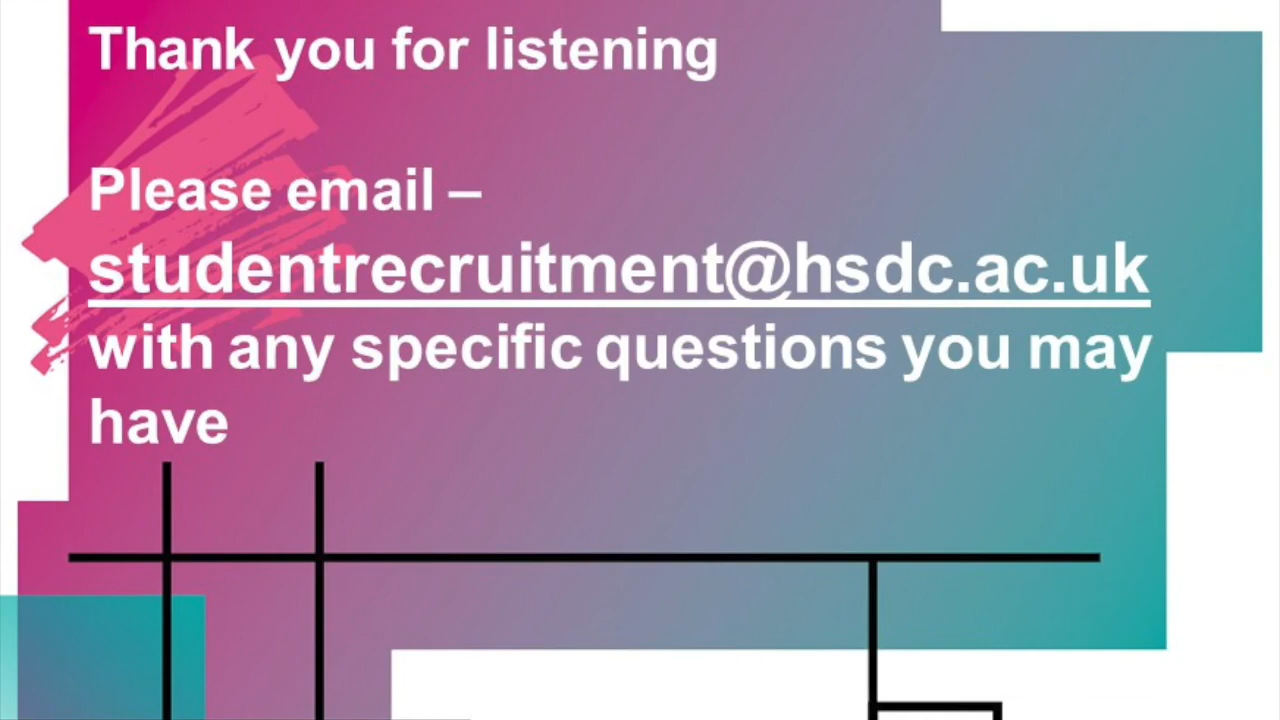 Thank you for listening
Please email –
studentrecruitment@hsdc.ac.uk
with any specific questions you may
have